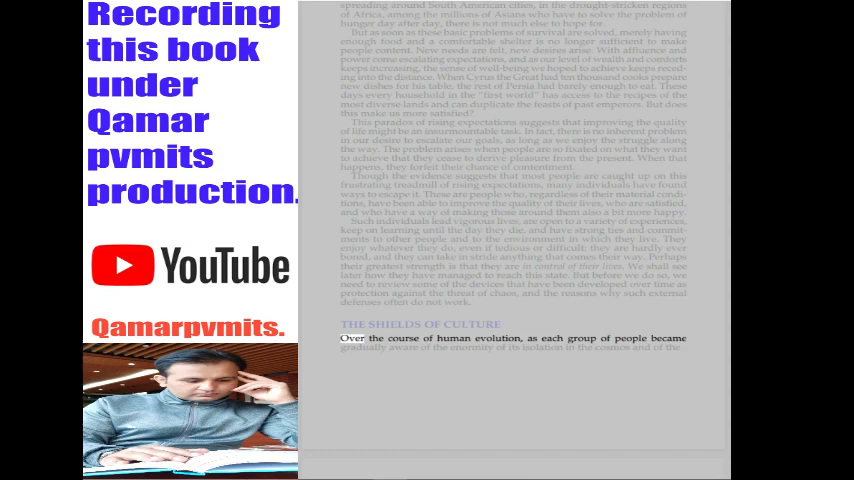 Recording
this book
under
Qamar
pvmits
production.
YouTube
Qamarpvmits.
spreading around South American cities, in the drought-stricken regions
of Africa, among the millions of Asians who have to solve the problem of
hunger day after day, there is not much else to hope for.
But as soon as these basic problems of survival are solved, merely having
enough food and a comfortable shelter is no longer sufficient to make
people content. New needs are felt, new desires arise. With affluence and
power come escalating expectations, and as our level of wealth and comforts
keeps increasing, the sense of well-being we hoped to achieve keeps reced-
ing into the distance. When Cyrus the Great had ten thousand cooks prepare
new dishes for his table, the rest of Persia had barely enough to eat. These
days every household in the "first world" has access to the recipes of the
most diverse lands and can duplicate the feasts of past emperors. But does
this make us more satisfied?
This paradox of rising expectations suggests that improving the quality
of life might be an insurmountable task. In fact, there is no inherent problem
in our desire to escalate our goals, as long as we enjoy the struggle along
the way. The problem arises when people are so fixated on what they want
to achieve that they cease to derive pleasure from the present. When that
happens, they forfeit their chance of contentment.
Though the evidence suggests that most people are caught up on this
frustrating treadmill of rising expectations, many individuals have found
ways to escape it. These are people who, regardless of their material condi-
tions, have been able to improve the quality of their lives, who are satisfied,
and who have a way of making those around them also a bit more happy.
Such individuals lead vigorous lives, are open to a variety of experiences,
keep on learning until the day they die, and have strong ties and commit-
ments to other people and to the environment in which they live. They
enjoy whatever they do, even if tedious or difficult; they are hardly ever
bored, and they can take in stride anything that comes their way. Perhaps
their greatest strength is that they are in control of their lives. We shall see
later how they have managed to reach this state. But before we do so, we
need to review some of the devices that have been developed over time as
protection against the threat of chaos, and the reasons why such external
defenses often do not work.
THE SHIELDS OF CULTURE
Over the course of human evolution, as each group of people became
gradually aware of the enormity of its isolation in the cosmos and of the